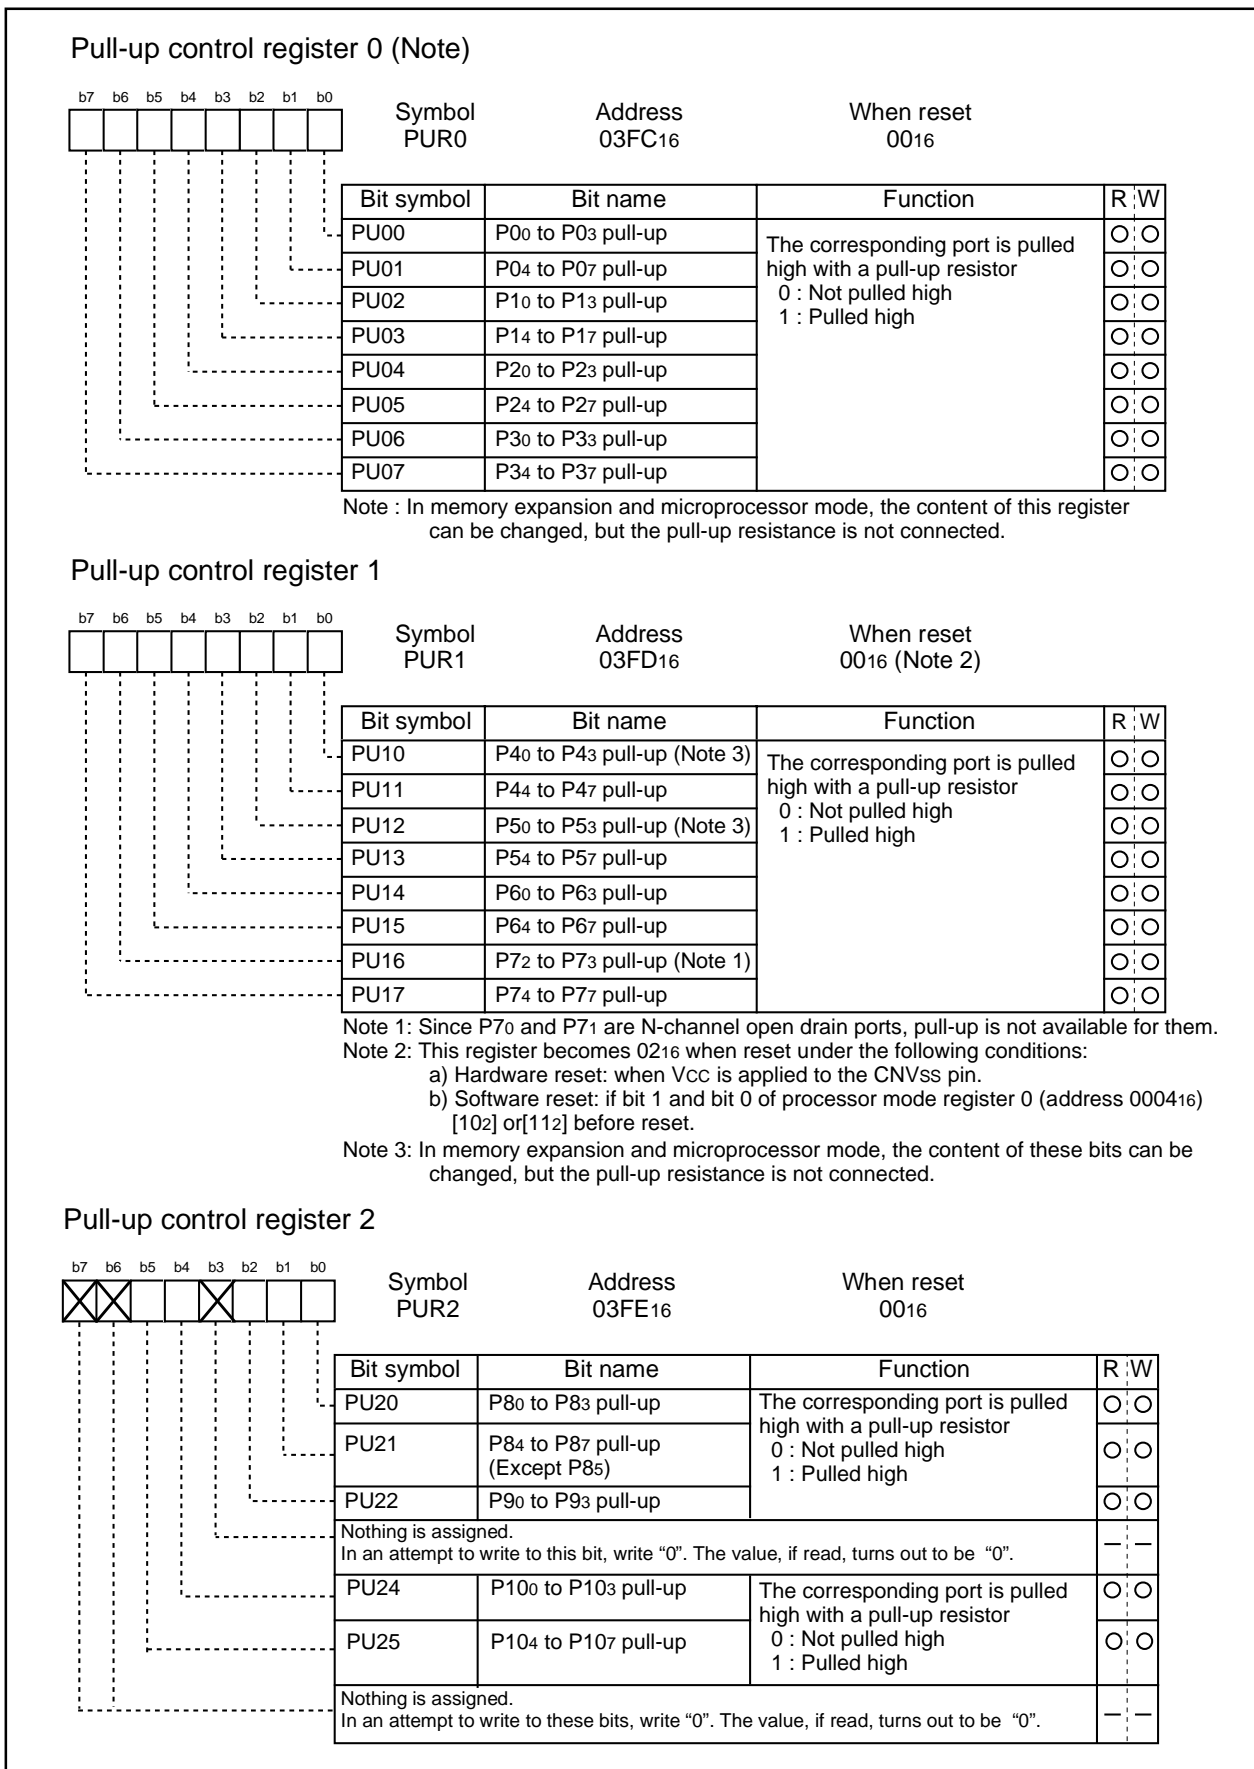 Pull-up control register 0 (Note)
b7 b6 b5 b4 b3 b2 b1 b0
Symbol Address When reset
PUR0 03FC16 0016
Bit symbol Bit name Function R W
PU00 P00 to P03 pull-up The corresponding port is pulled
PU01 P04 to P07 pull-up high with a pull-up resistor
PU02 P10 to P13 pull-up 0 : Not pulled high
PU03 P14 to P17 pull-up 1 : Pulled high
PU04 P20 to P23 pull-up
PU05 P24 to P27 pull-up
PU06 P30 to P33 pull-up
PU07 P34 to P37 pull-up
Note : In memory expansion and microprocessor mode, the content of this register
can be changed, but the pull-up resistance is not connected.
Pull-up control register 1
b7 b6 b5 b4 b3 b2 b1 b0
Symbol Address When reset
PUR1 03FD16 0016 (Note 2)
Bit symbol Bit name Function R W
PU10 P40 to P43 pull-up (Note 3) The corresponding port is pulled
PU11 P44 to P47 pull-up high with a pull-up resistor
PU12 P50 to P53 pull-up (Note 3) 0 : Not pulled high
PU13 P54 to P57 pull-up 1 : Pulled high
PU14 P60 to P63 pull-up
PU15 P64 to P67 pull-up
PU16 P72 to P73 pull-up (Note 1)
PU17 P74 to P77 pull-up
Note 1: Since P70 and P71 are N-channel open drain ports, pull-up is not available for them.
Note 2: This register becomes 0216 when reset under the following conditions:
a) Hardware reset: when VCC is applied to the CNVSS pin.
b) Software reset: if bit 1 and bit 0 of processor mode register 0 (address 000416)
[102] or[112] before reset.
Note 3: In memory expansion and microprocessor mode, the content of these bits can be
changed, but the pull-up resistance is not connected.
Pull-up control register 2
b7 b6 b5 b4 b3 b2 b1 b0
Symbol Address When reset
PUR2 03FE16 0016
Bit symbol Bit name Function R W
PU20 P80 to P83 pull-up The corresponding port is pulled
high with a pull-up resistor
PU21 P84 to P87 pull-up 0 : Not pulled high
(Except P85) 1 : Pulled high
PU22 P90 to P93 pull-up
Nothing is assigned.
In an attempt to write to this bit, write “0”. The value, if read, turns out to be “0”.
PU24 P100 to P103 pull-up The corresponding port is pulled
high with a pull-up resistor
PU25 P104 to P107 pull-up 0 : Not pulled high
1 : Pulled high
Nothing is assigned.
In an attempt to write to these bits, write “0”. The value, if read, turns out to be “0”.